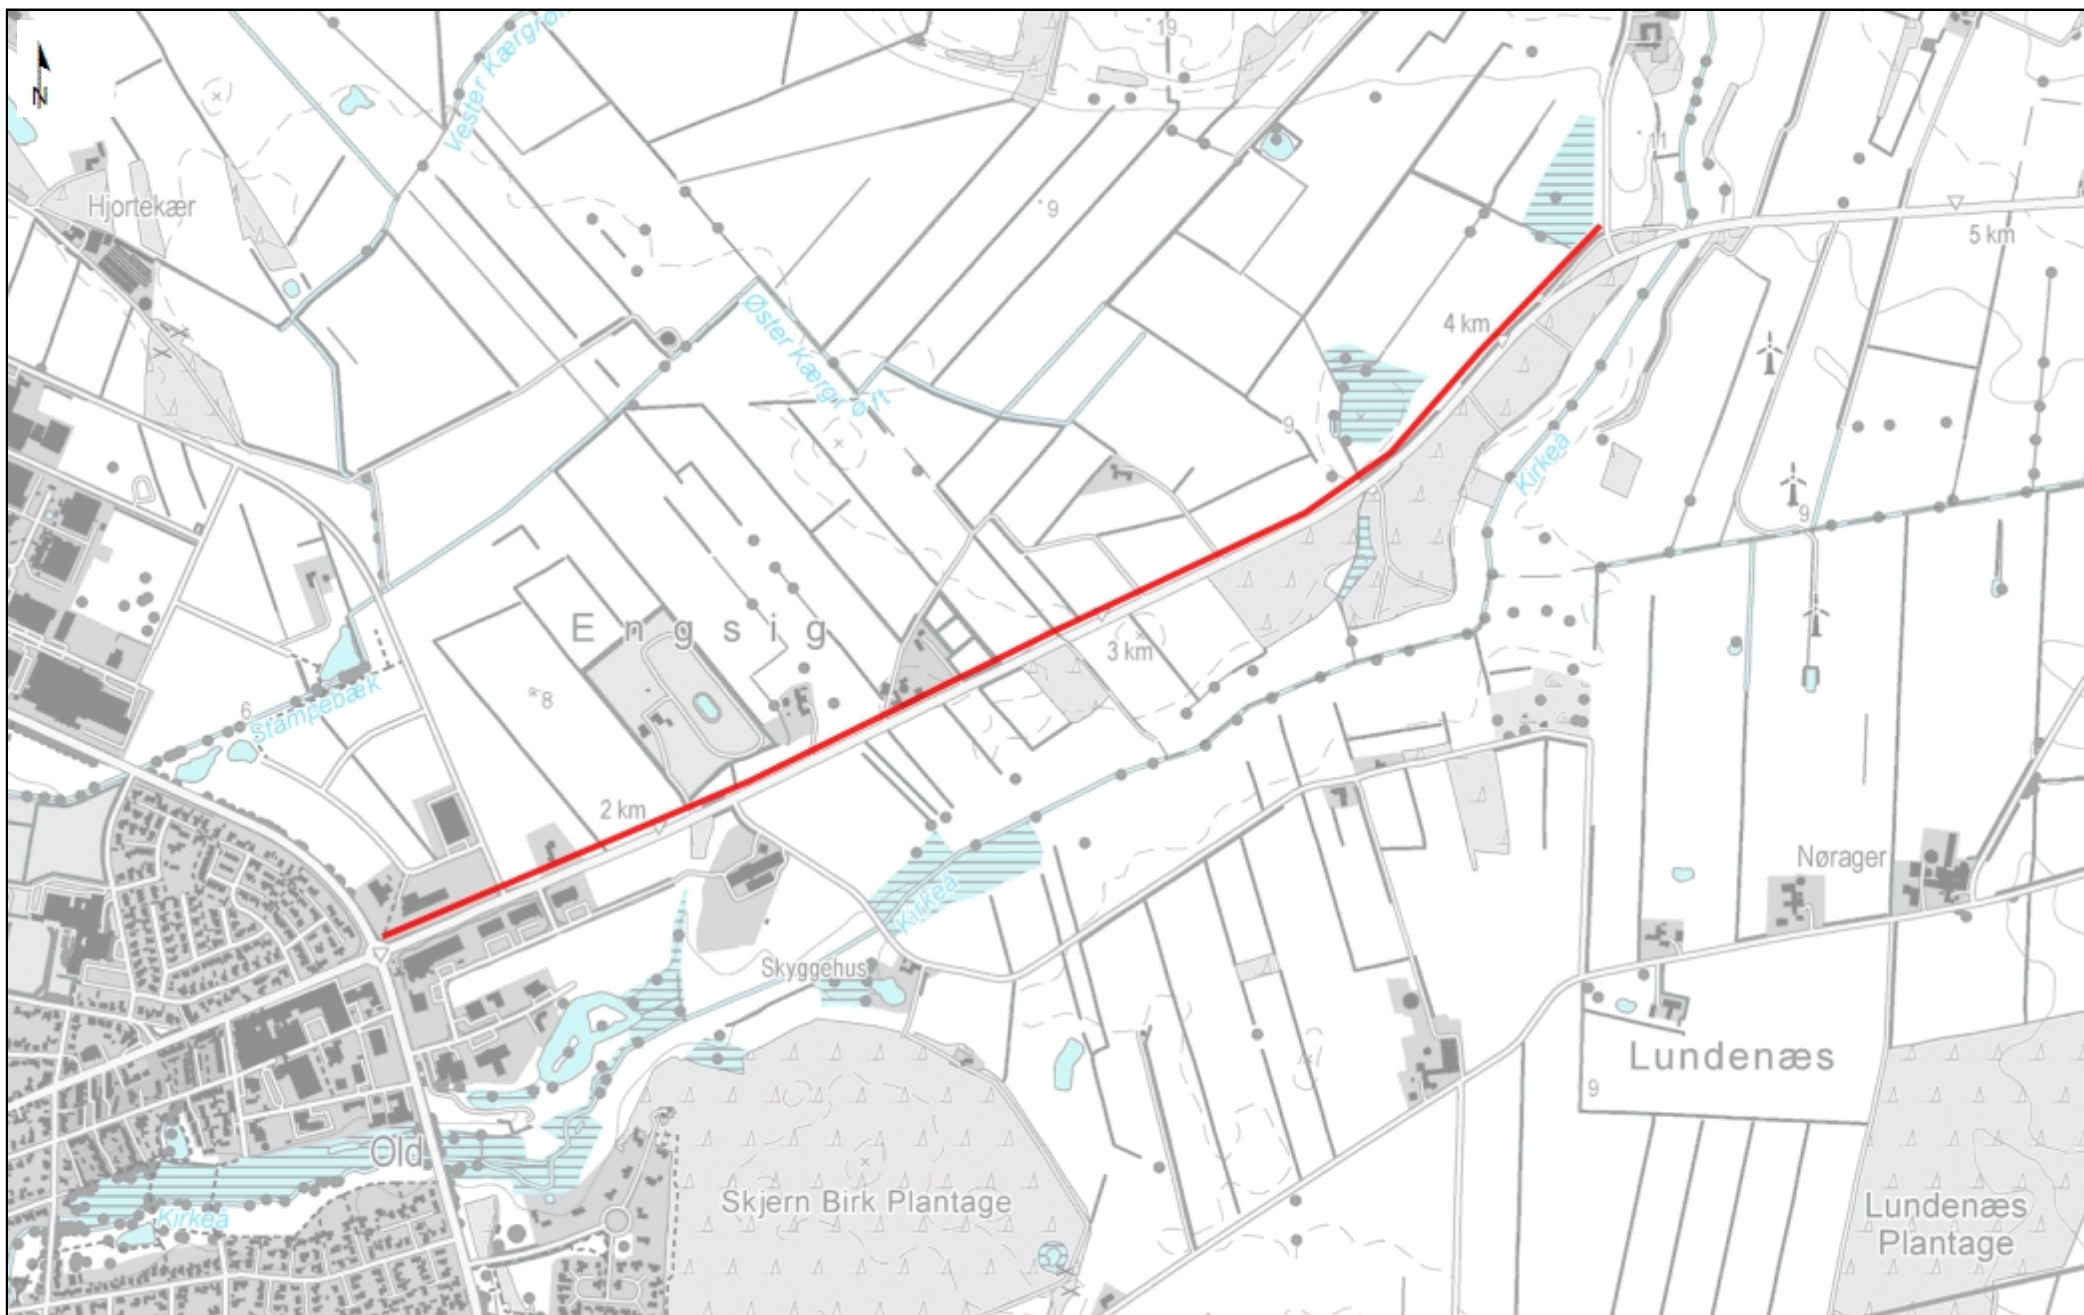 N
Vester Kærgrøft
19
11
Hjortekær
9
5 km
4 km
Øster Kærgrøft
9
Kirkeå
9
Engsig
3 km
8
6
Stampebæk
2 km
Nørager
Kirkeå
Skyggehus
Lundenæs
9
Old
Skjern Birk Plantage
Kirkeå
Lundenæs
Plantage